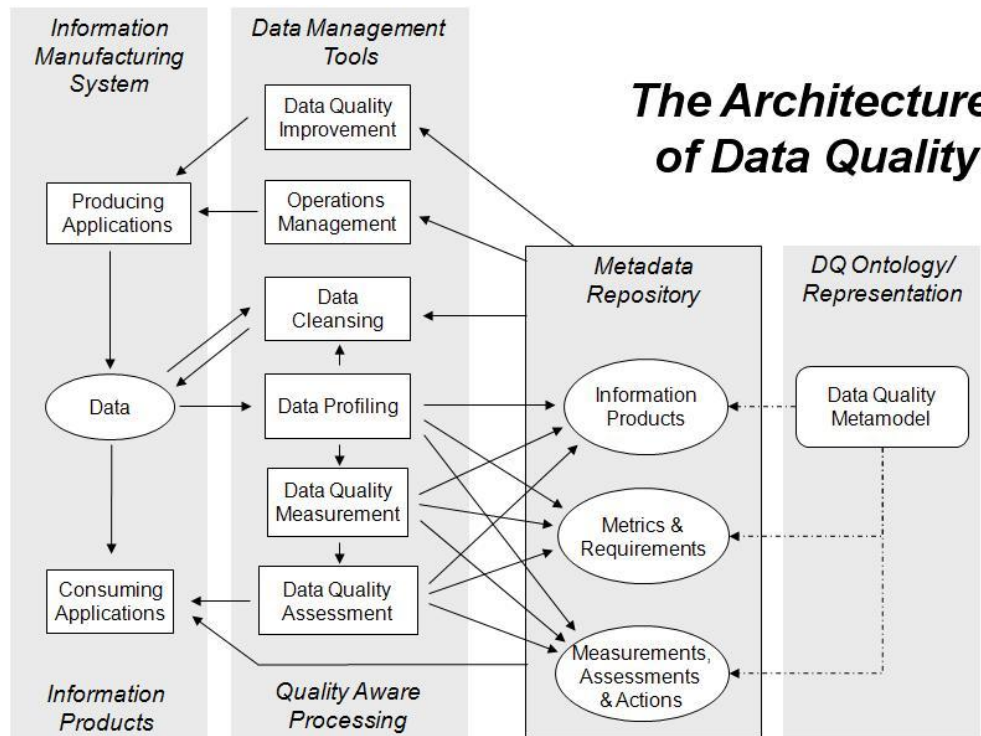 Information
Manufacturing
System
Data Management
Tools
The Architecture
of Data Quality
Data Quality
Improvement
Producing
Applications
Operations
Management
Metadata
Repository
DQ Ontology/
Representation
Data
Cleansing
Data
Data Profiling
Information
Products
Data Quality
Metamodel
Data Quality
Measurement
Metrics &
Requirements
Consuming
Applications
Data Quality
Assessment
Measurements,
Assessments
& Actions
Information
Products
Quality Aware
Processing